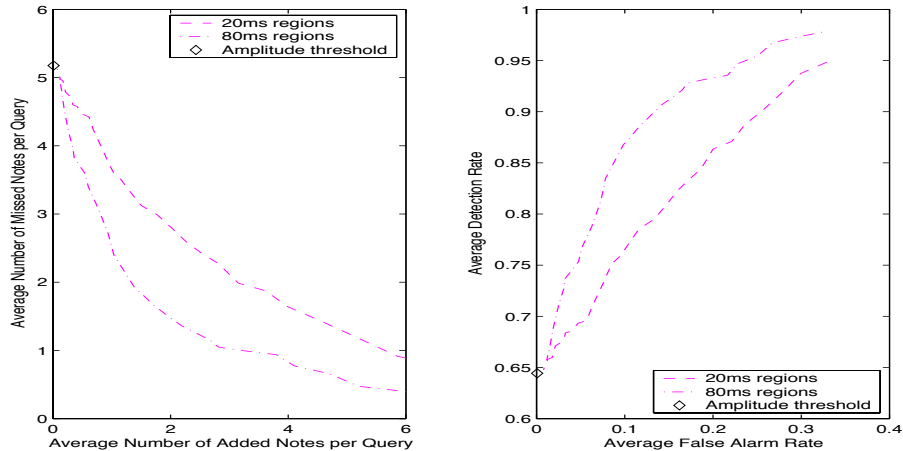 6
5
4
3
2
1
0
0
2
4
6
Average Number of Missed Notes per Query
Average Number of Added Notes per Query
20ms regions
80ms regions
Amplitude threshold
1
0.95
0.9
0.85
0.8
0.75
0.7
0.65
0.6
0
0.1
0.2
0.3
0.4
Average Detection Rate
Average False Alarm Rate
20ms regions
80ms regions
Amplitude threshold